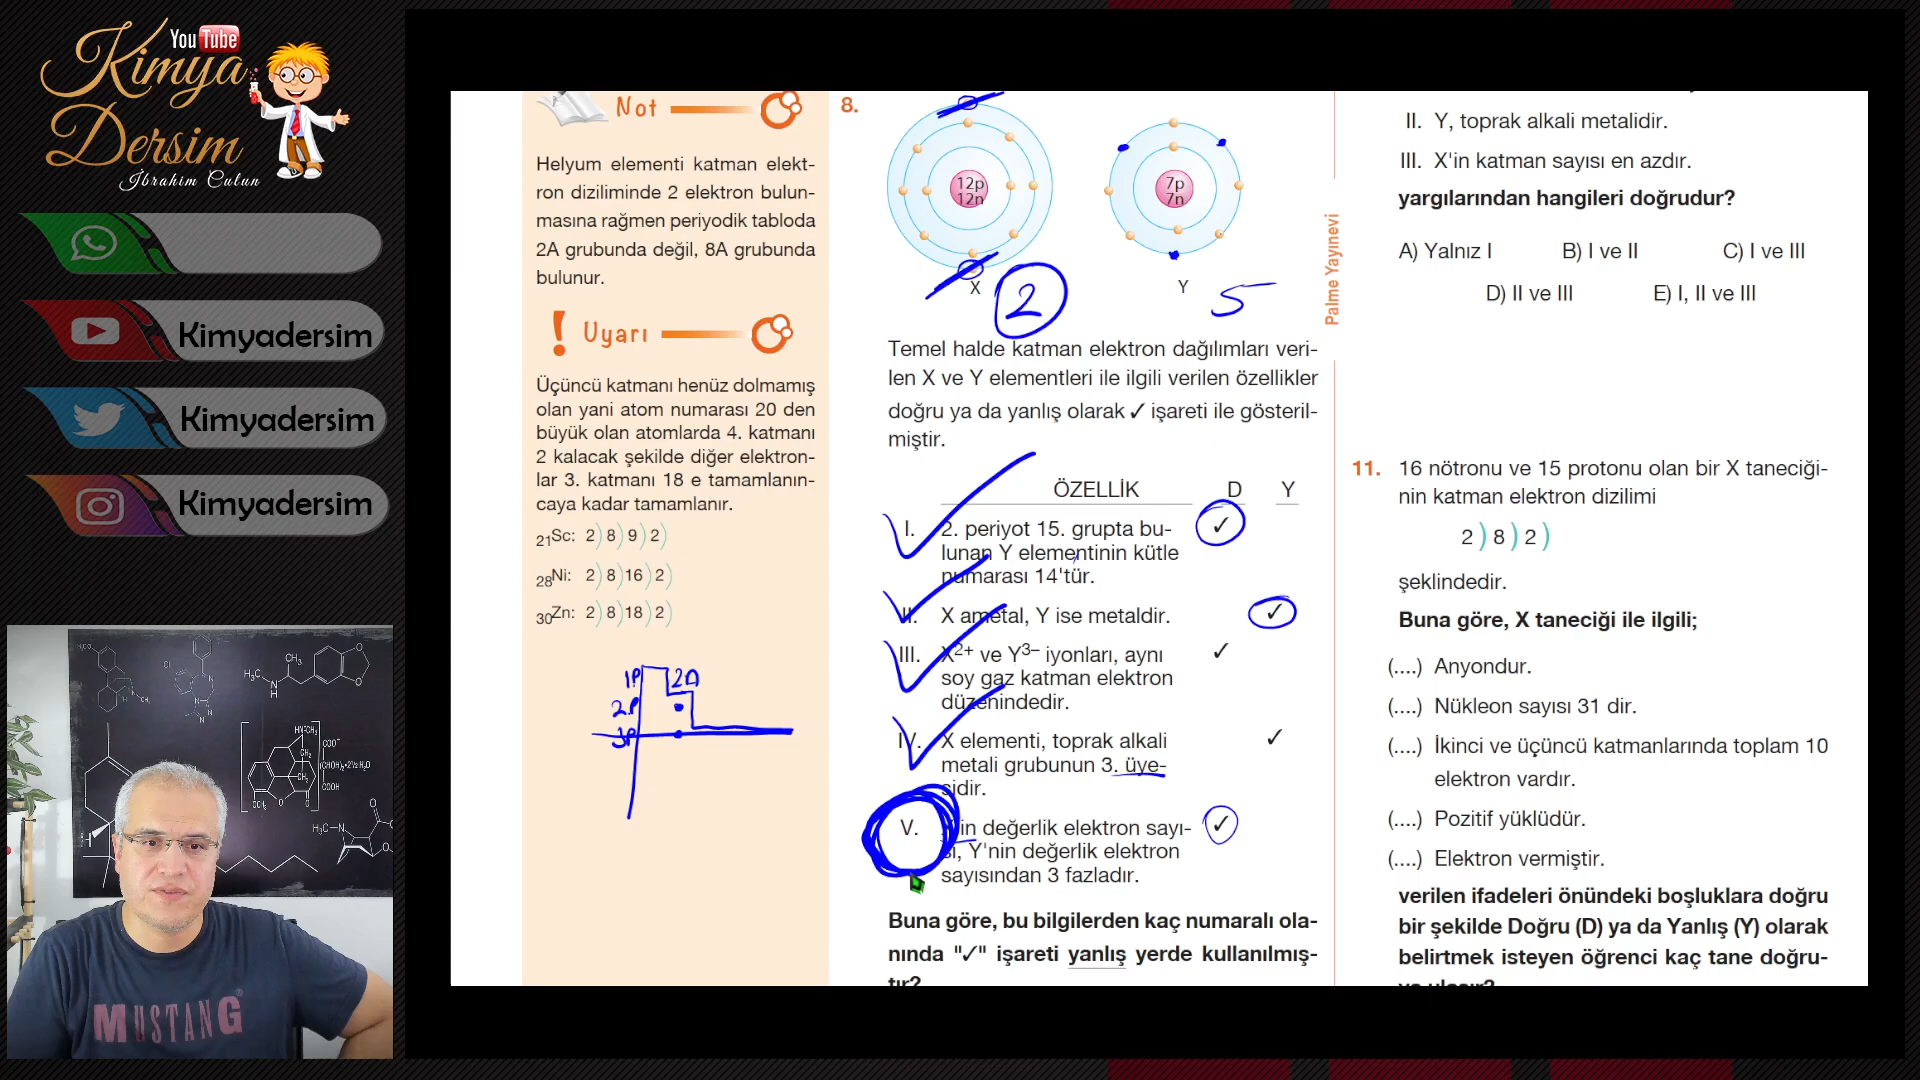 You Tube
Kimya
Dersim
İbrahim Culun
Kimyadersim
Kimyadersim
Kimyadersim
MUSTANG
Not
Helyum elementi katman elekt-
ron diziliminde 2 elektron bulun-
masına rağmen periyodik tabloda
2A grubunda değil, 8A grubunda
bulunur.
! Uyarı
Üçüncü katmanı henüz dolmamış
olan yani atom numarası 20 den
büyük olan atomlarda 4. katmanı
2 kalacak şekilde diğer elektron-
lar 3. katmanı 18 e tamamlanın-
caya kadar tamamlanır.
21Sc: 2) 8) 9) 2)
28Ni: 2) 8) 16) 2)
30Zn: 2) 8) 18) 2)
1P 2A
2P
3P
8.
12p
12n
7p
7n
X
2
Y
5
Temel halde katman elektron dağılımları veri-
len X ve Y elementleri ile ilgili verilen özellikler
doğru ya da yanlış olarak ✓ işareti ile gösteril-
miştir.
ÖZELLİK D Y
I. 2. periyot 15. grupta bu- ✓
lunan Y elementinin kütle
numarası 14'tür.
II. X ametal, Y ise metaldir. ✓
III. X2+ ve Y3– iyonları, aynı ✓
soy gaz katman elektron
düzenindedir.
IV. X elementi, toprak alkali ✓
metali grubunun 3. üye-
sidir.
V. in değerlik elektron sayı- ✓
sı, Y'nin değerlik elektron
sayısından 3 fazladır.
Buna göre, bu bilgilerden kaç numaralı ola-
nında "✓" işareti yanlış yerde kullanılmış-
tır?
Palme Yayınevi
II. Y, toprak alkali metalidir.
III. X'in katman sayısı en azdır.
yargılarından hangileri doğrudur?
A) Yalnız I B) I ve II C) I ve III
D) II ve III E) I, II ve III
11. 16 nötronu ve 15 protonu olan bir X taneciği-
nin katman elektron dizilimi
2) 8) 2)
şeklindedir.
Buna göre, X taneciği ile ilgili;
(....) Anyondur.
(....) Nükleon sayısı 31 dir.
(....) İkinci ve üçüncü katmanlarında toplam 10
elektron vardır.
(....) Pozitif yüklüdür.
(....) Elektron vermiştir.
verilen ifadeleri önündeki boşluklara doğru
bir şekilde Doğru (D) ya da Yanlış (Y) olarak
belirtmek isteyen öğrenci kaç tane doğru-